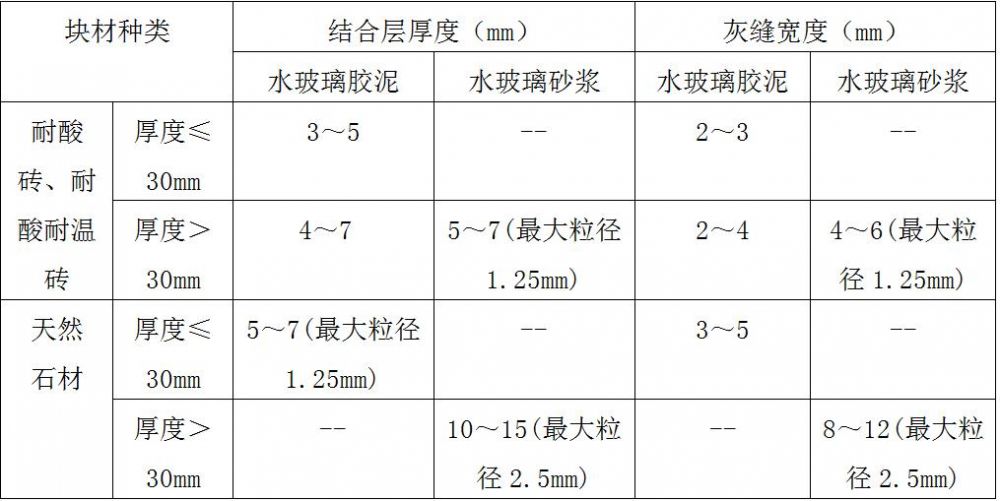 块材种类 结合层厚度（mm） 灰缝宽度（mm）
水玻璃胶泥 水玻璃砂浆 水玻璃胶泥 水玻璃砂浆
耐酸 厚度≤ 3～5 -- 2～3 --
砖、耐 30mm
酸耐温 厚度＞ 4～7 5～7(最大粒径 2～4 4～6(最大粒
砖 30mm 1.25mm) 径1.25mm)
天然 厚度≤ 5～7(最大粒径 -- 3～5 --
石材 30mm 1.25mm)
厚度＞ -- 10～15(最大粒 -- 8～12(最大粒
30mm 径2.5mm) 径2.5mm)